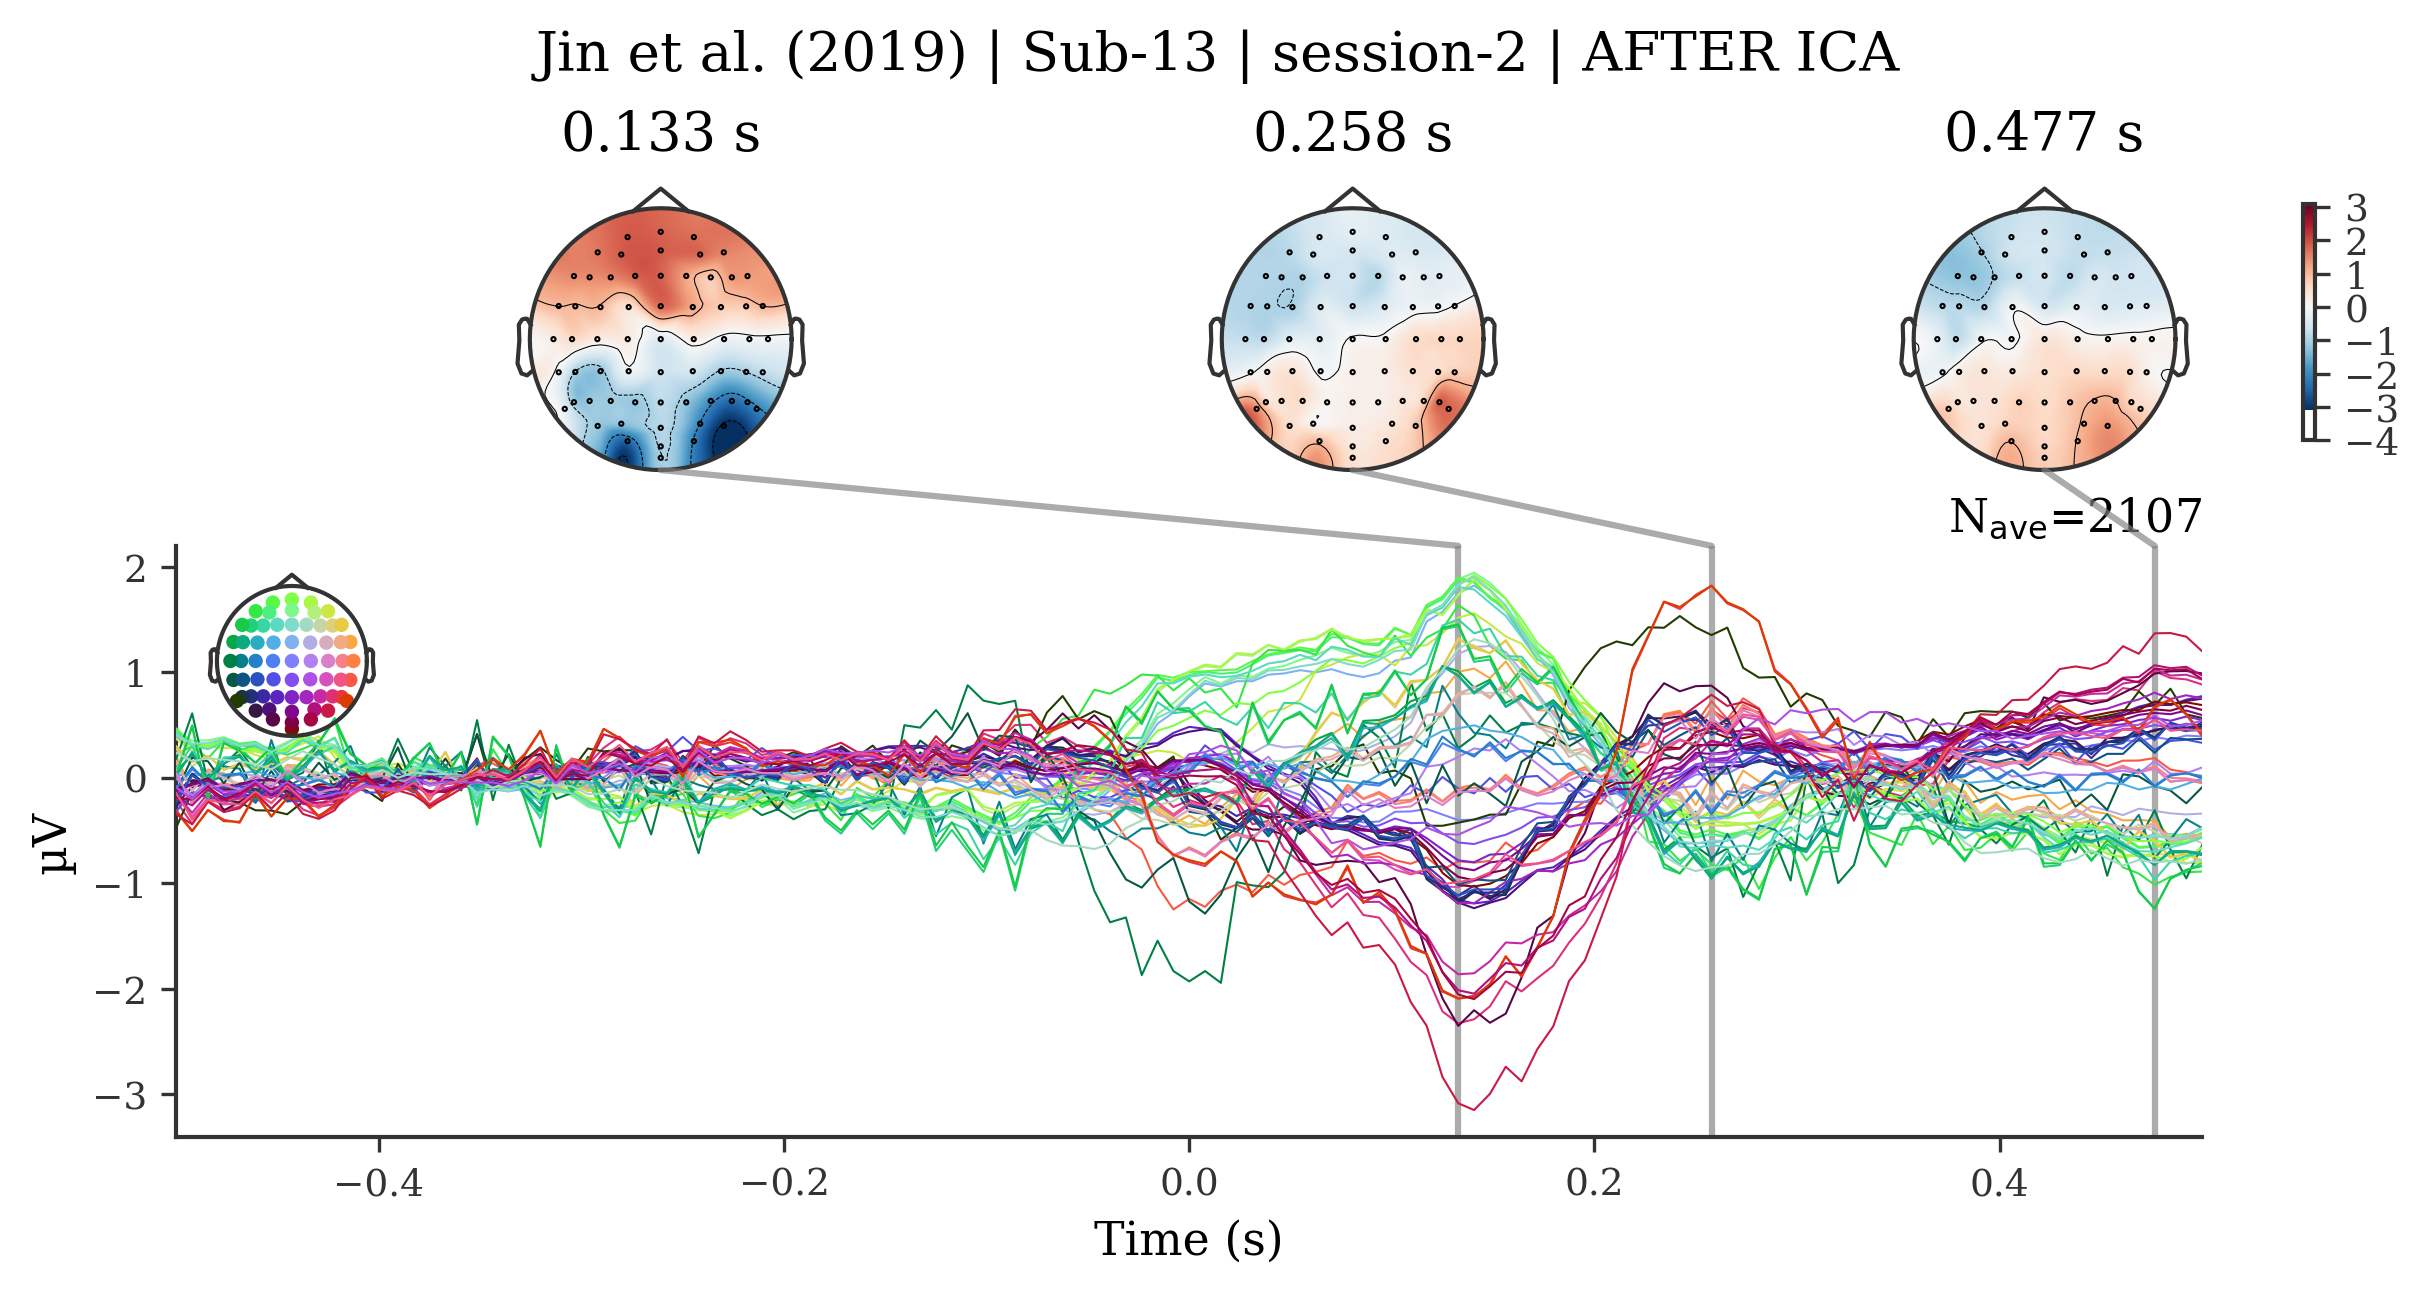 Jin et al. (2019) | Sub-13 | session-2 | AFTER ICA
0.133 s
0.258 s
0.477 s
3
2
1
0
−1
−2
−3
−4
Nave=2107
2
1
0
−1
−2
−3
µV
−0.4
−0.2
0.0
0.2
0.4
Time (s)